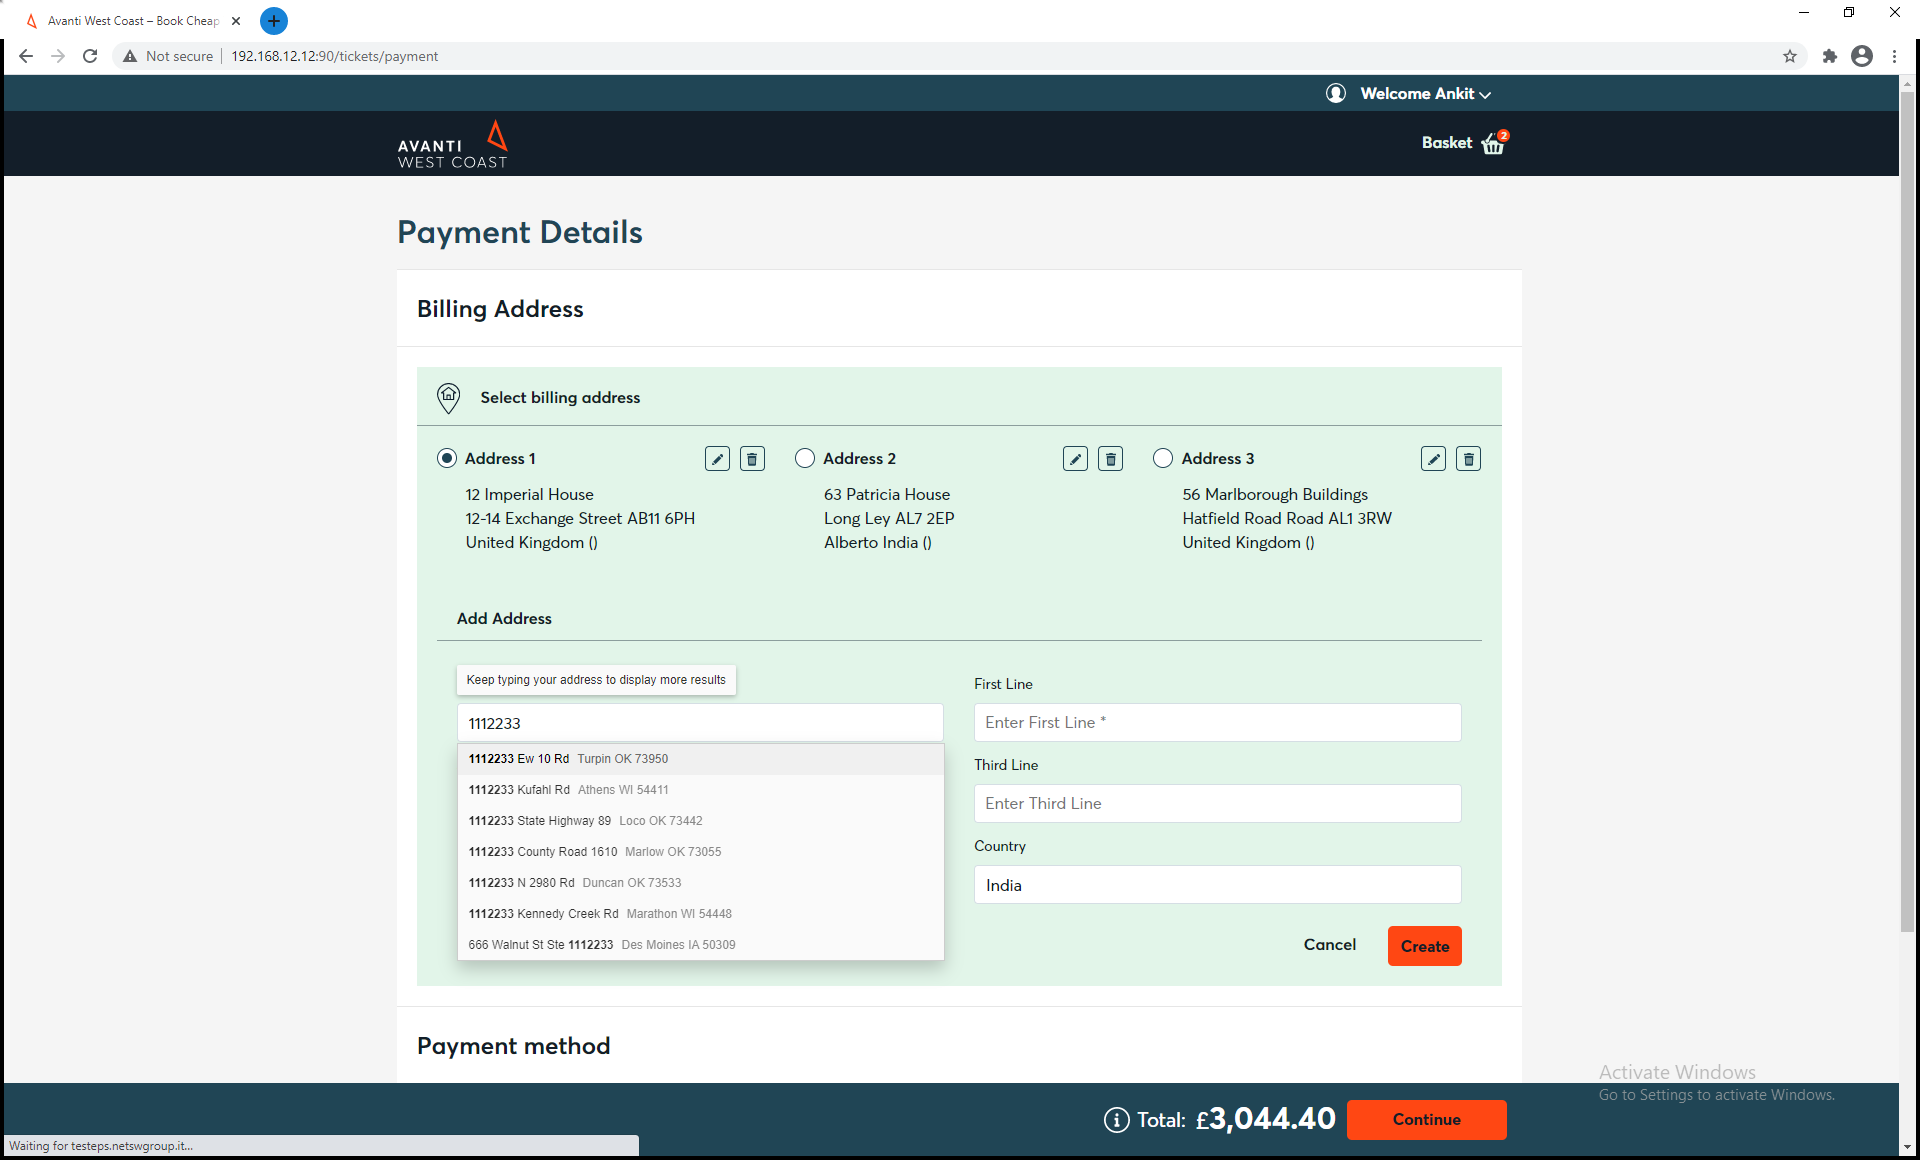 Avanti West Coast – Book Cheap
Not secure
192.168.12.12:90/tickets/payment
Welcome Ankit
AVANTI
WEST COAST
Basket
2
Payment Details
Billing Address
Select billing address
Address 1
12 Imperial House
12-14 Exchange Street AB11 6PH
United Kingdom ()
Address 2
63 Patricia House
Long Ley AL7 2EP
Alberto India ()
Address 3
56 Marlborough Buildings
Hatfield Road Road AL1 3RW
United Kingdom ()
Add Address
Keep typing your address to display more results
1112233
1112233 Ew 10 Rd Turpin OK 73950
1112233 Kufahl Rd Athens WI 54411
1112233 State Highway 89 Loco OK 73442
1112233 County Road 1610 Marlow OK 73055
1112233 N 2980 Rd Duncan OK 73533
1112233 Kennedy Creek Rd Marathon WI 54448
666 Walnut St Ste 1112233 Des Moines IA 50309
First Line
Enter First Line *
Third Line
Enter Third Line
Country
India
Cancel
Create
Payment method
Activate Windows
Go to Settings to activate Windows.
Total: £3,044.40
Continue
Waiting for testeps.netswgroup.it...